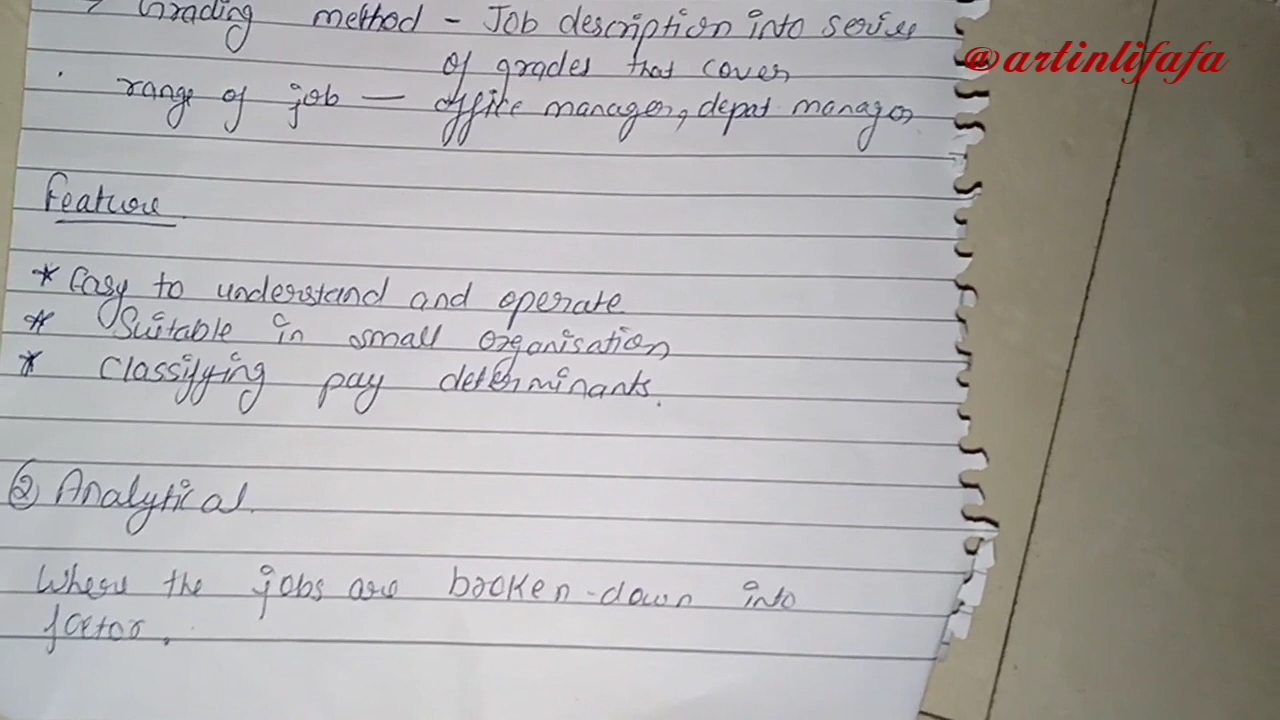 Grading method - Job description into series
of grades that cover
@artinlifafa
range of job — office manager, depat manager
Feature
* Easy to understand and operate
* Suitable in small organisation
* Classifying pay determinants.
② Analytical.
Where the jobs are broken-down into
factor.